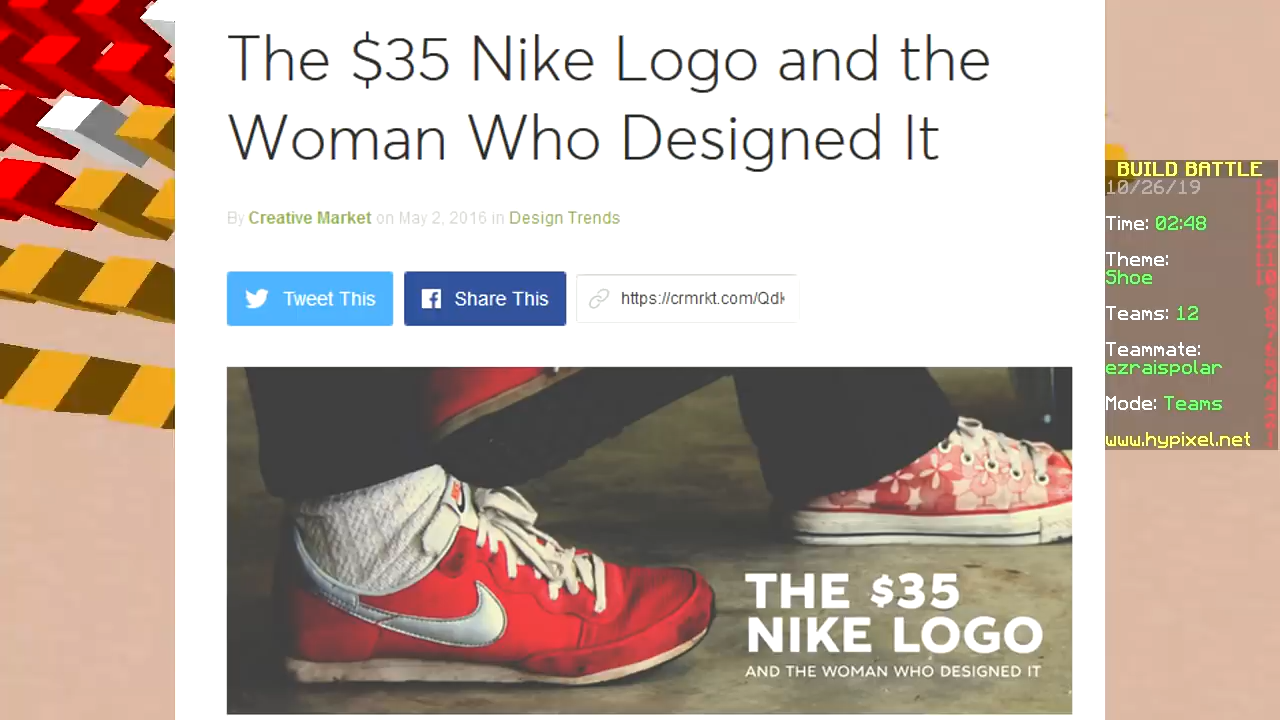 The $35 Nike Logo and the
Woman Who Designed It
By Creative Market on May 2, 2016 in Design Trends
Tweet This
Share This
https://crmrkt.com/Qdk
THE $35
NIKE LOGO
AND THE WOMAN WHO DESIGNED IT
BUILD BATTLE
10/26/19
Time: 02:48
Theme:
Shoe
Teams: 12
Teammate:
ezraispolar
Mode: Teams
www.hypixel.net